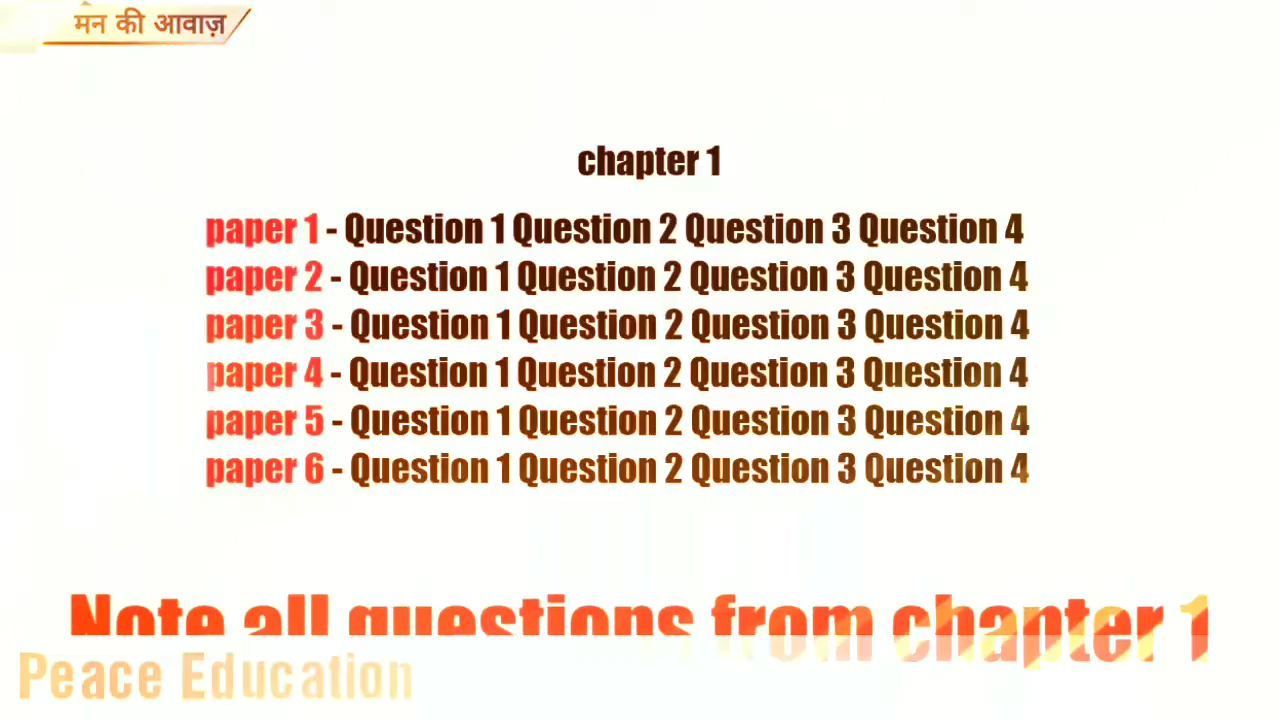 मन की आवाज़
chapter 1
paper 1 - Question 1 Question 2 Question 3 Question 4
paper 2 - Question 1 Question 2 Question 3 Question 4
paper 3 - Question 1 Question 2 Question 3 Question 4
paper 4 - Question 1 Question 2 Question 3 Question 4
paper 5 - Question 1 Question 2 Question 3 Question 4
paper 6 - Question 1 Question 2 Question 3 Question 4
Note all questions from chapter 1
Peace Education